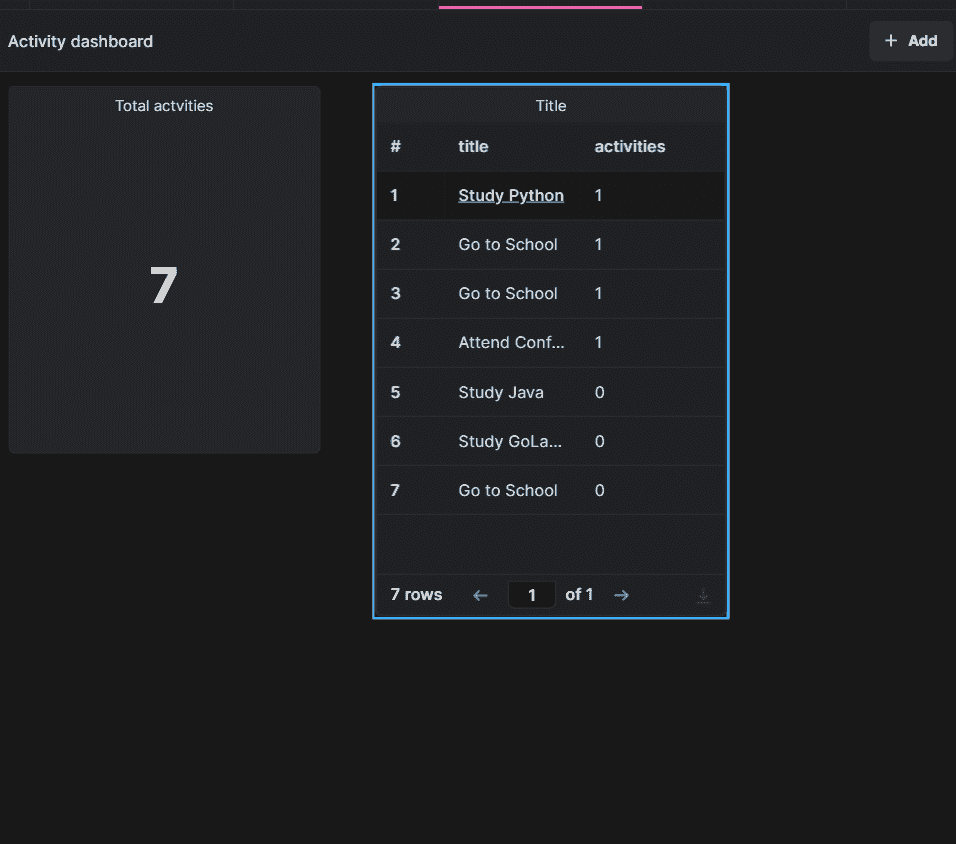 Activity dashboard
+ Add
Total actvities
7
Title
# title activities
1 Study Python 1
2 Go to School 1
3 Go to School 1
4 Attend Conf... 1
5 Study Java 0
6 Study GoLa... 0
7 Go to School 0
7 rows ← 1 of 1 →